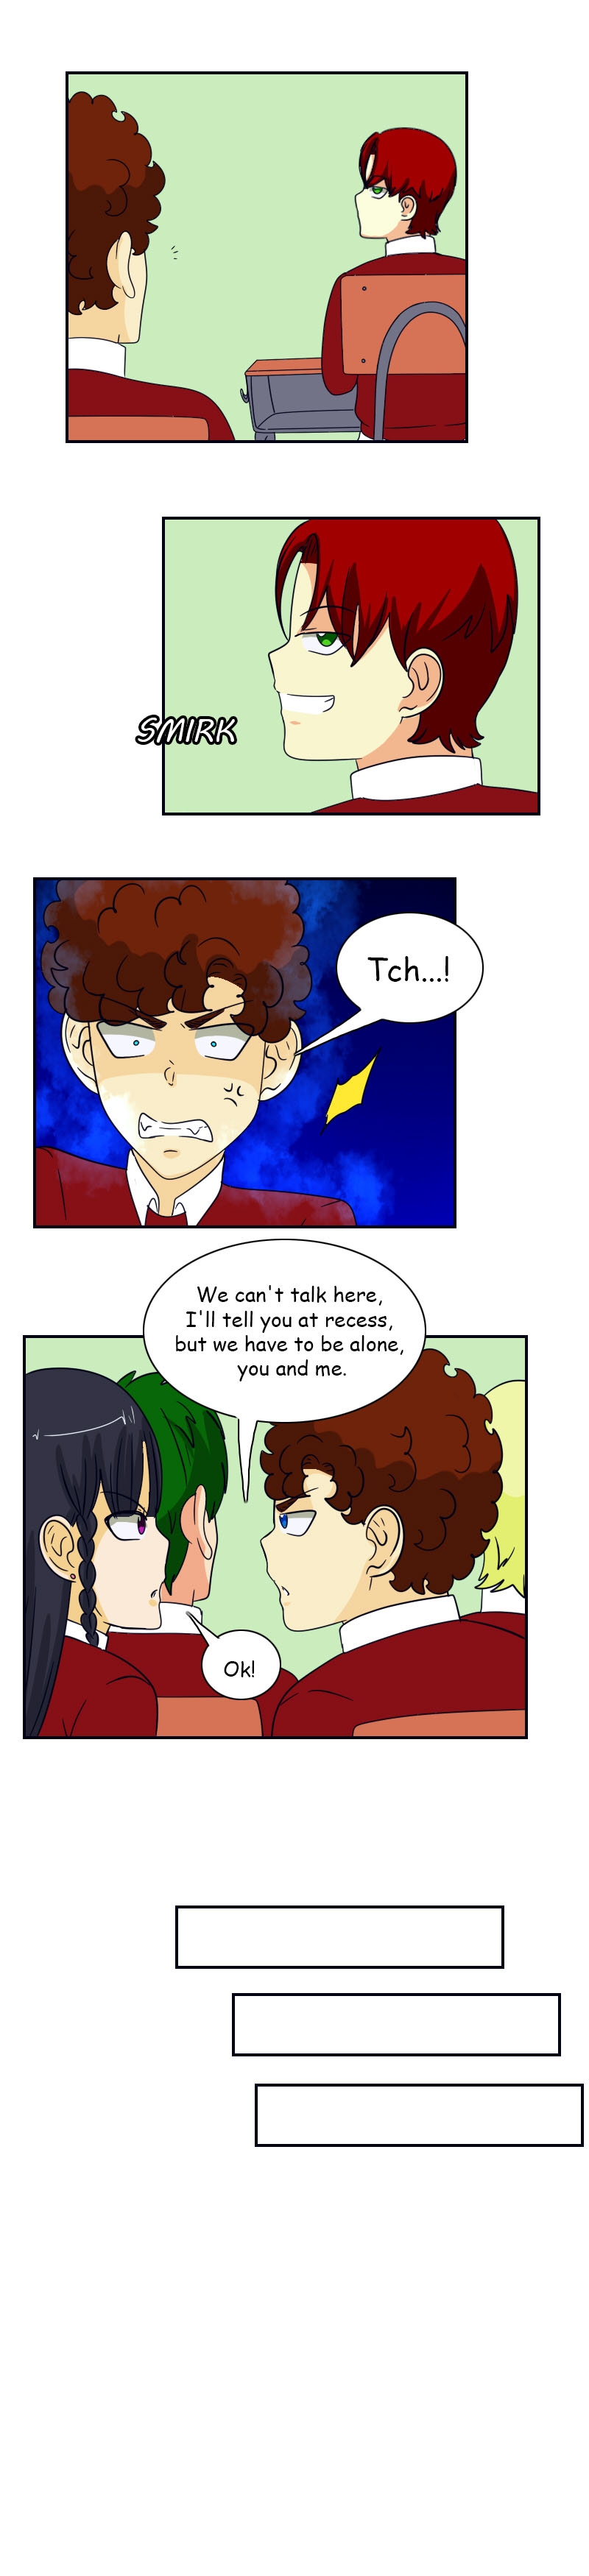 SMIRK
Tch...!
We can't talk here,
I'll tell you at recess,
but we have to be alone,
you and me.
Ok!